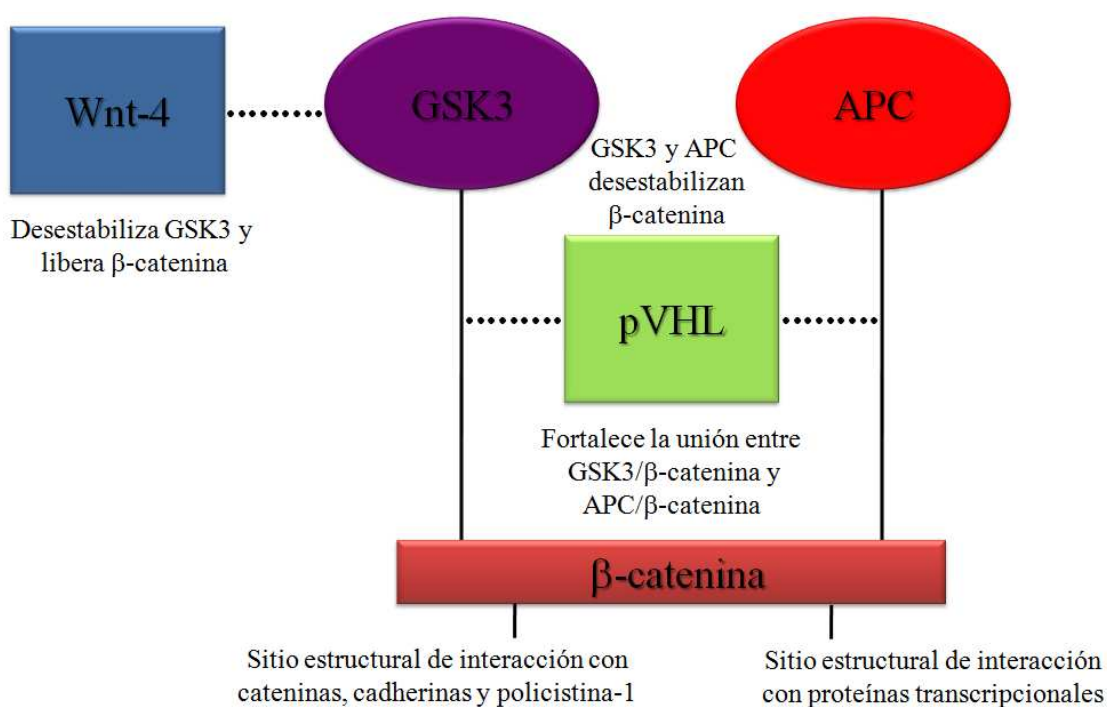 Wnt-4
GSK3
APC
GSK3 y APC
desestabilizan
β-catenina
Desestabiliza GSK3 y
libera β-catenina
pVHL
Fortalece la unión entre
GSK3/β-catenina y
APC/β-catenina
β-catenina
Sitio estructural de interacción con
cateninas, cadherinas y policistina-1
Sitio estructural de interacción
con proteínas transcripcionales